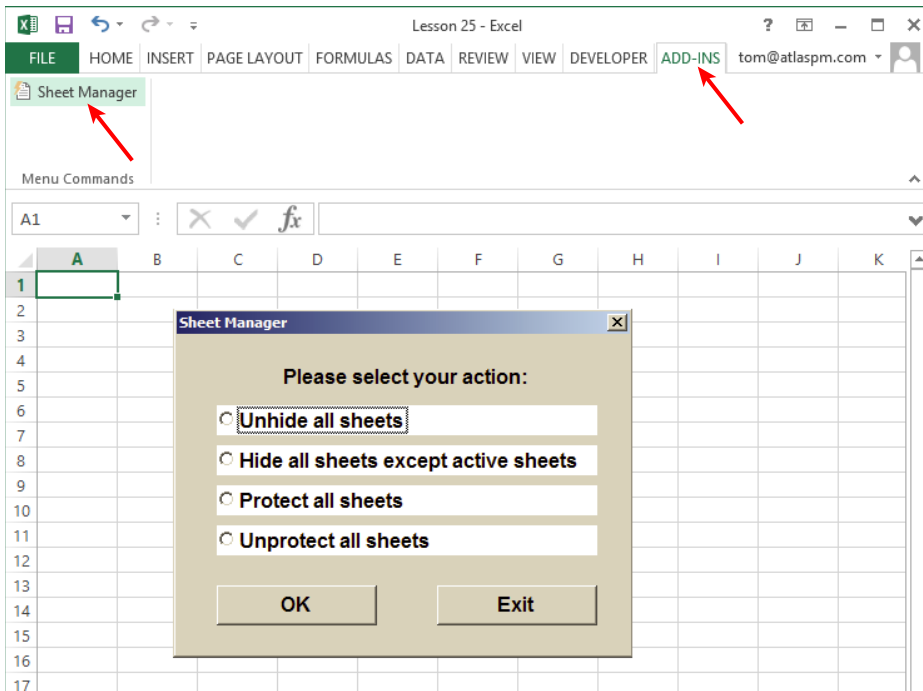 Lesson 25 - Excel
?
FILE HOME INSERT PAGE LAYOUT FORMULAS DATA REVIEW VIEW DEVELOPER ADD-INS tom@atlaspm.com
Sheet Manager
Menu Commands
A1 fx
A B C D E F G H I J K
1
2
3
4
5
6
7
8
9
10
11
12
13
14
15
16
17
Sheet Manager
Please select your action:
Unhide all sheets
Hide all sheets except active sheets
Protect all sheets
Unprotect all sheets
OK Exit